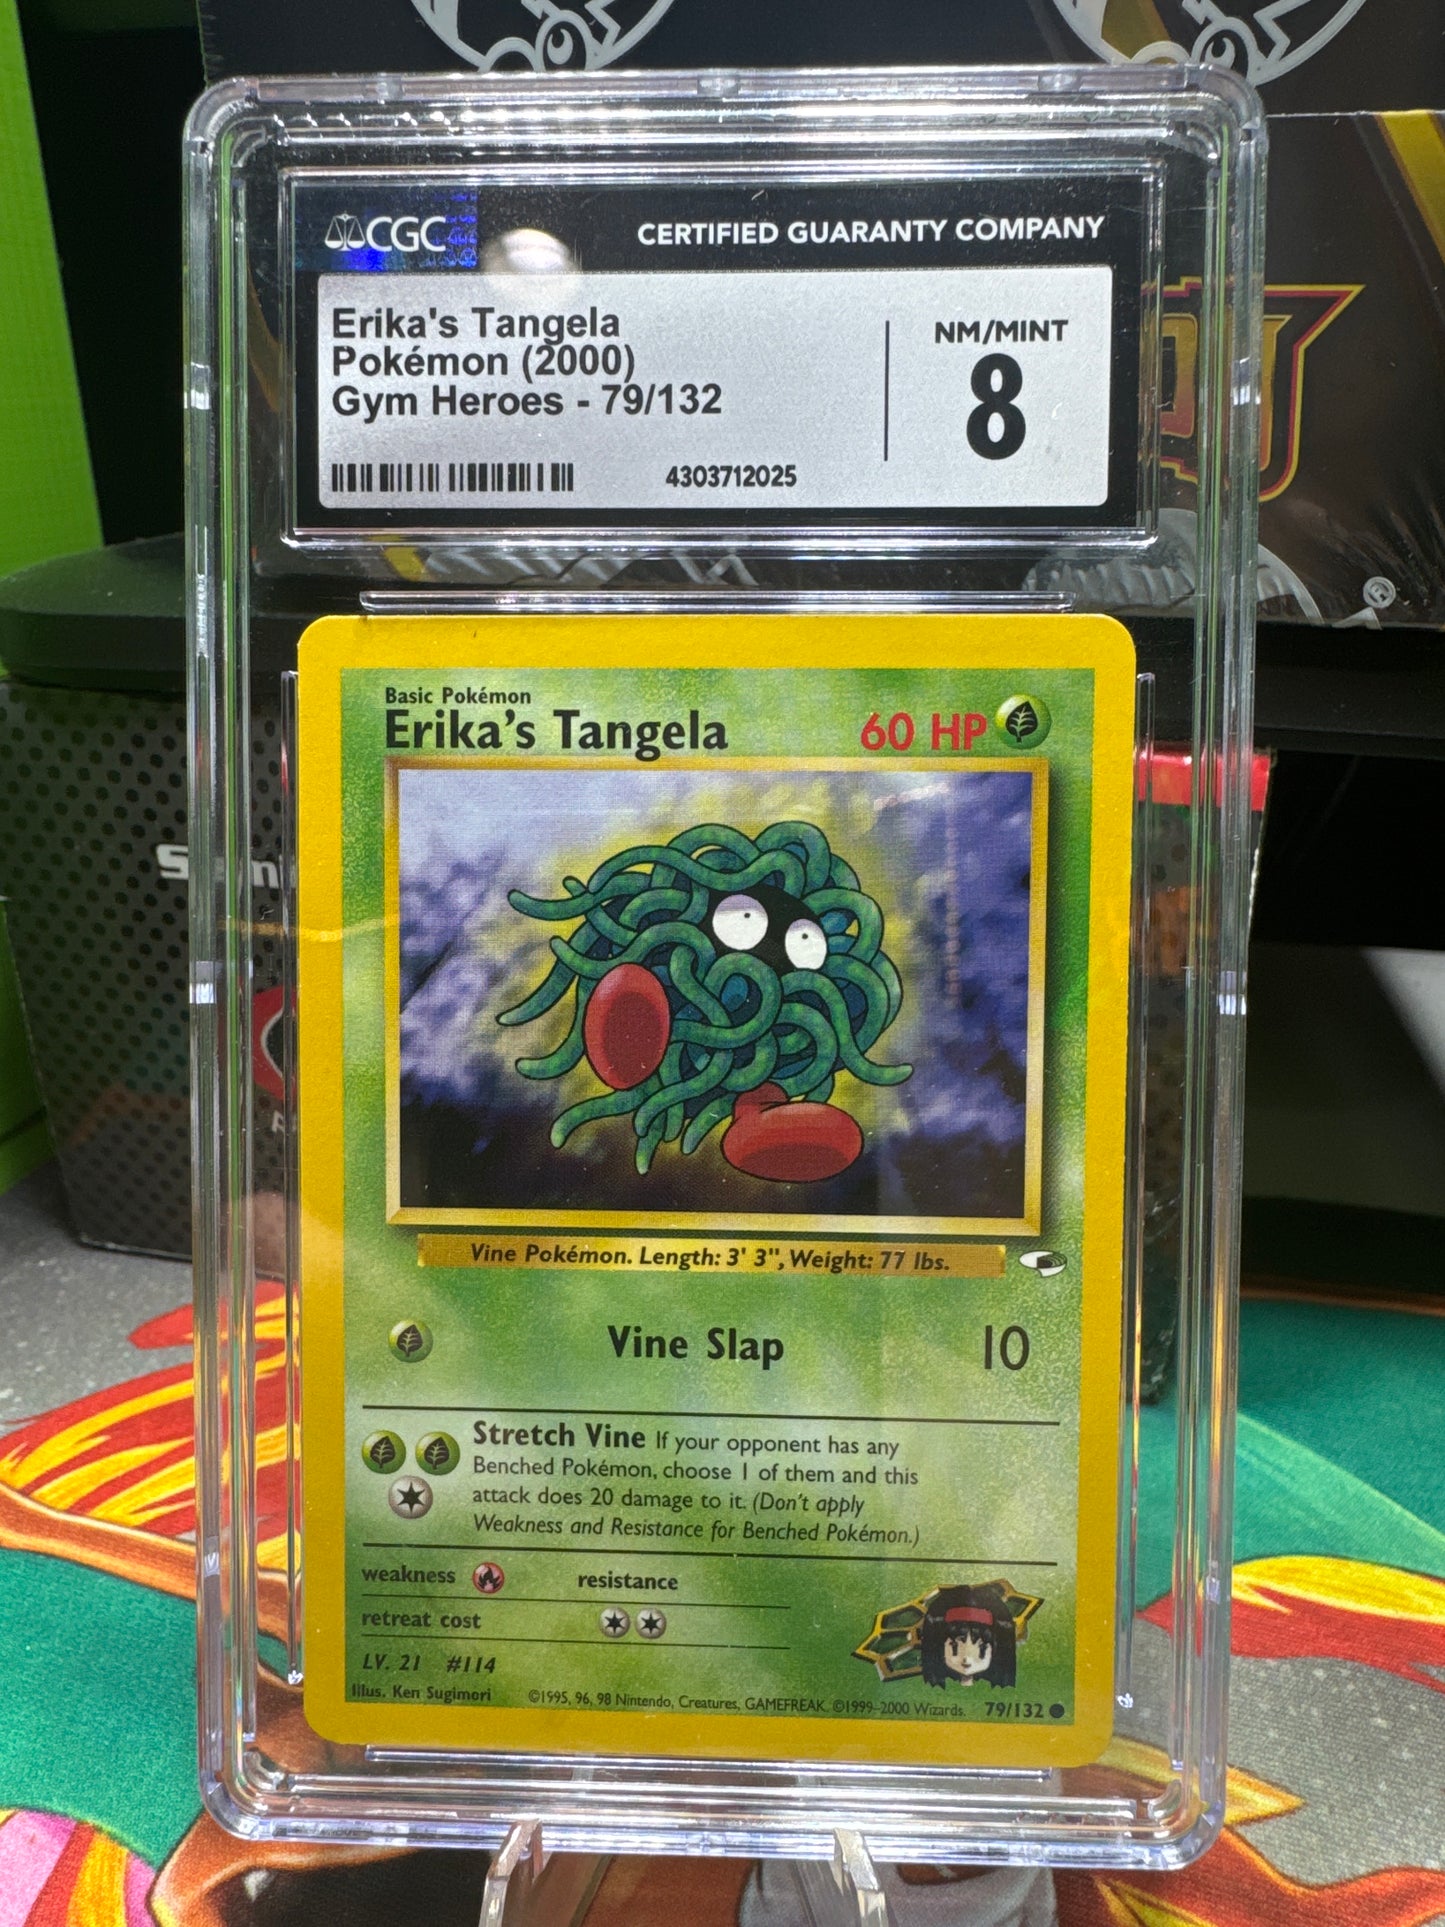 CGC
CERTIFIED GUARANTY COMPANY
Erika's Tangela
Pokémon (2000)
Gym Heroes - 79/132
NM/MINT
8
4303712025
Basic Pokémon
Erika's Tangela
60 HP
Vine Pokémon. Length: 3' 3", Weight: 77 lbs.
Vine Slap
10
Stretch Vine If your opponent has any
Benched Pokémon, choose 1 of them and this
attack does 20 damage to it. (Don't apply
Weakness and Resistance for Benched Pokémon.)
weakness
resistance
retreat cost
LV. 21 #114
Illus. Ken Sugimori
©1995, 96, 98 Nintendo, Creatures, GAMEFREAK. ©1999-2000 Wizards. 79/132